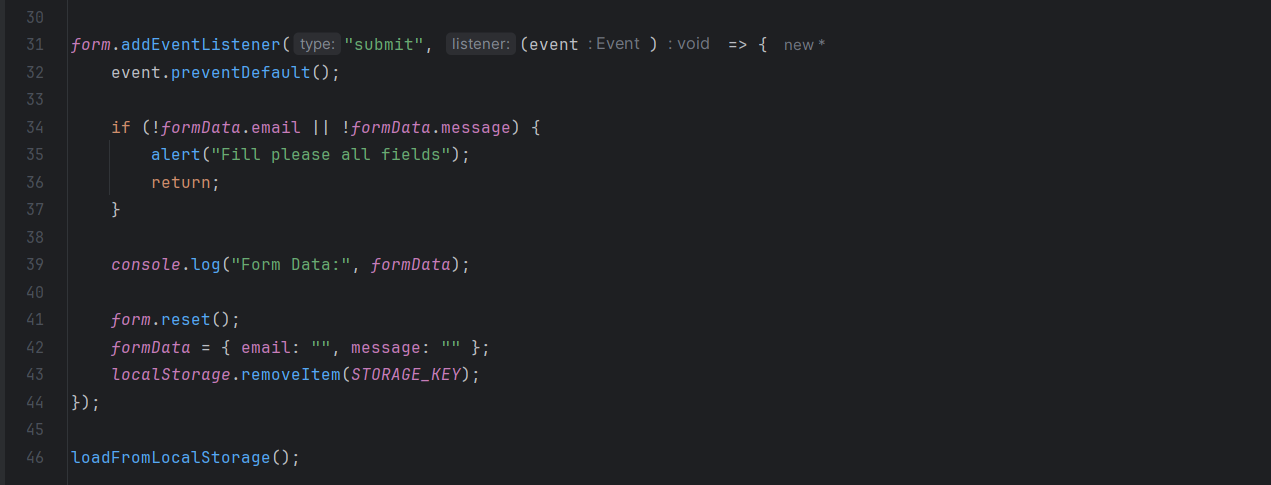 30
31 form.addEventListener( type: "submit", listener: (event : Event ) : void => { new *
32 event.preventDefault();
33
34 if (!formData.email || !formData.message) {
35 alert("Fill please all fields");
36 return;
37 }
38
39 console.log("Form Data:", formData);
40
41 form.reset();
42 formData = { email: "", message: "" };
43 localStorage.removeItem(STORAGE_KEY);
44 });
45
46 loadFromLocalStorage();